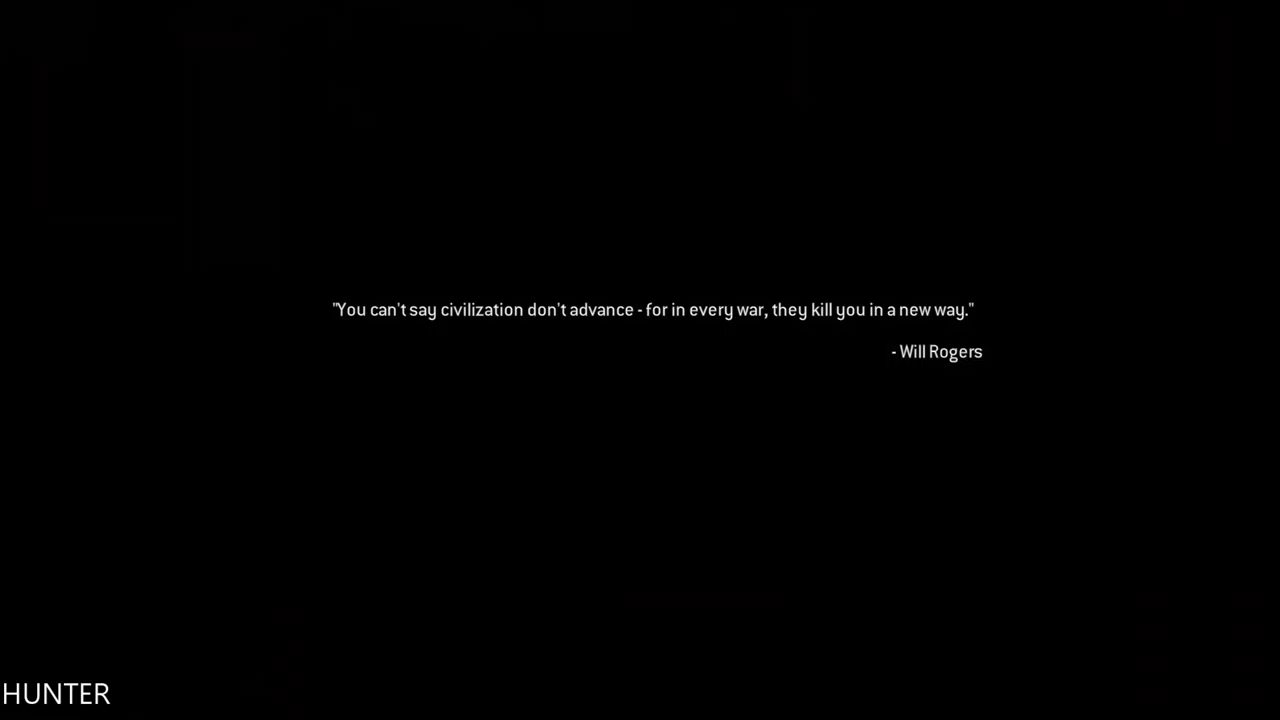 "You can't say civilization don't advance - for in every war, they kill you in a new way."
- Will Rogers
HUNTER